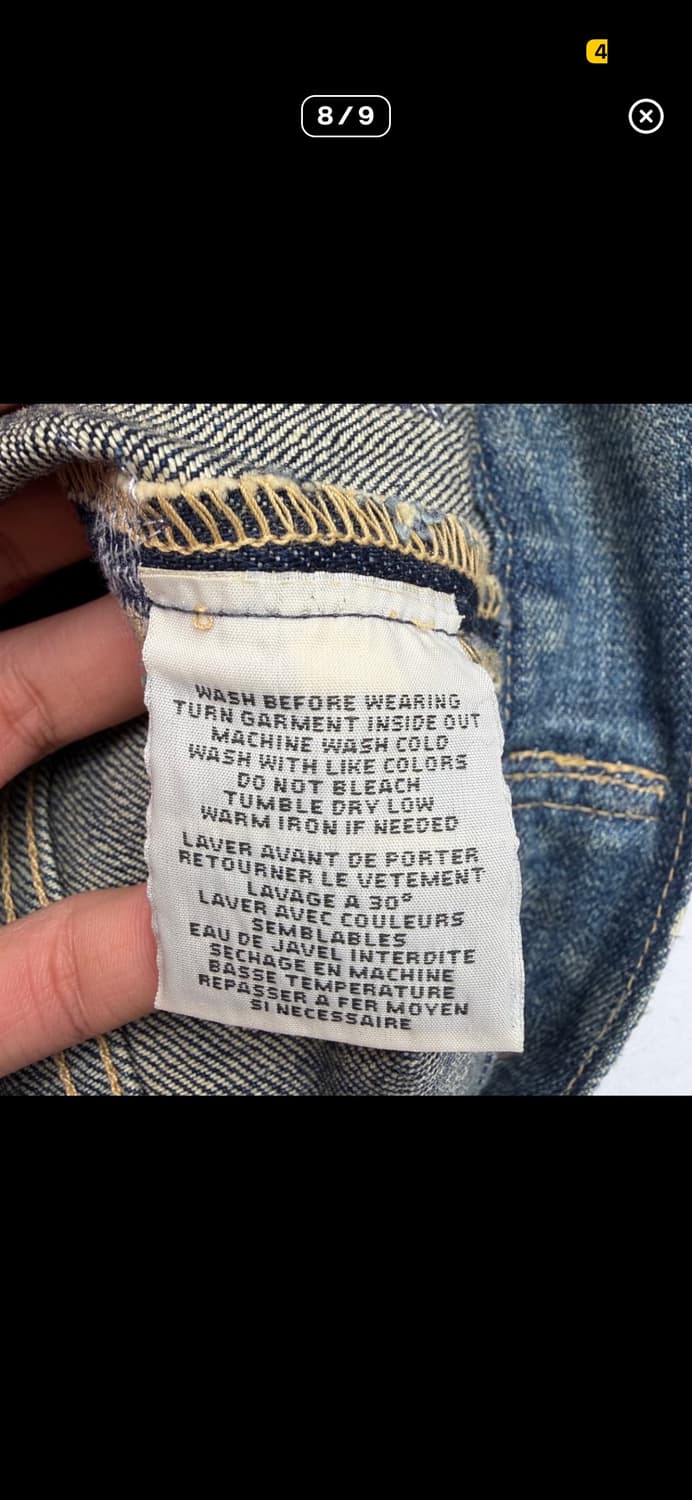 4
8/9
WASH BEFORE WEARING
TURN GARMENT INSIDE OUT
MACHINE WASH COLD
WASH WITH LIKE COLORS
DO NOT BLEACH
TUMBLE DRY LOW
WARM IRON IF NEEDED
LAVER AVANT DE PORTER
RETOURNER LE VETEMENT
LAVAGE A 30°
LAVER AVEC COULEURS
SEMBLABLES
EAU DE JAVEL INTERDITE
SECHAGE EN MACHINE
BASSE TEMPERATURE
REPASSER A FER MOYEN
SI NECESSAIRE